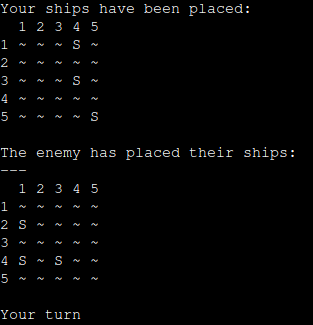 Your ships have been placed:
  1 2 3 4 5
1 ~ ~ ~ S ~
2 ~ ~ ~ ~ ~
3 ~ ~ ~ S ~
4 ~ ~ ~ ~ ~
5 ~ ~ ~ ~ S

The enemy has placed their ships:
---
  1 2 3 4 5
1 ~ ~ ~ ~ ~
2 S ~ ~ ~ ~
3 ~ ~ ~ ~ ~
4 S ~ S ~ ~
5 ~ ~ ~ ~ ~

Your turn